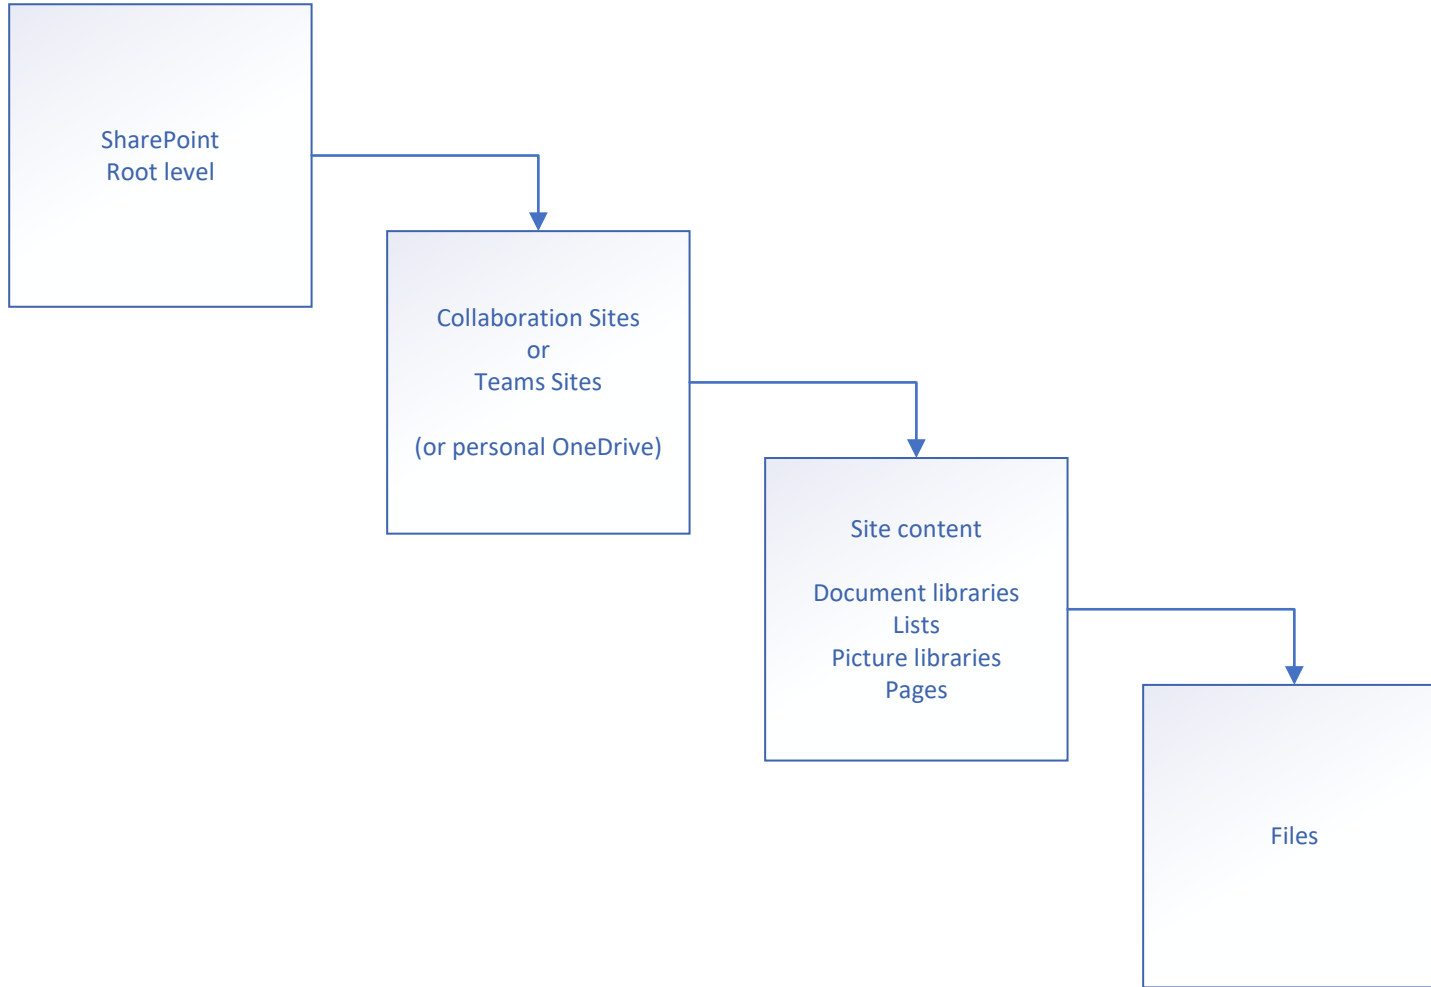 SharePoint
Root level
Collaboration Sites
or
Teams Sites
(or personal OneDrive)
Site content
Document libraries
Lists
Picture libraries
Pages
Files